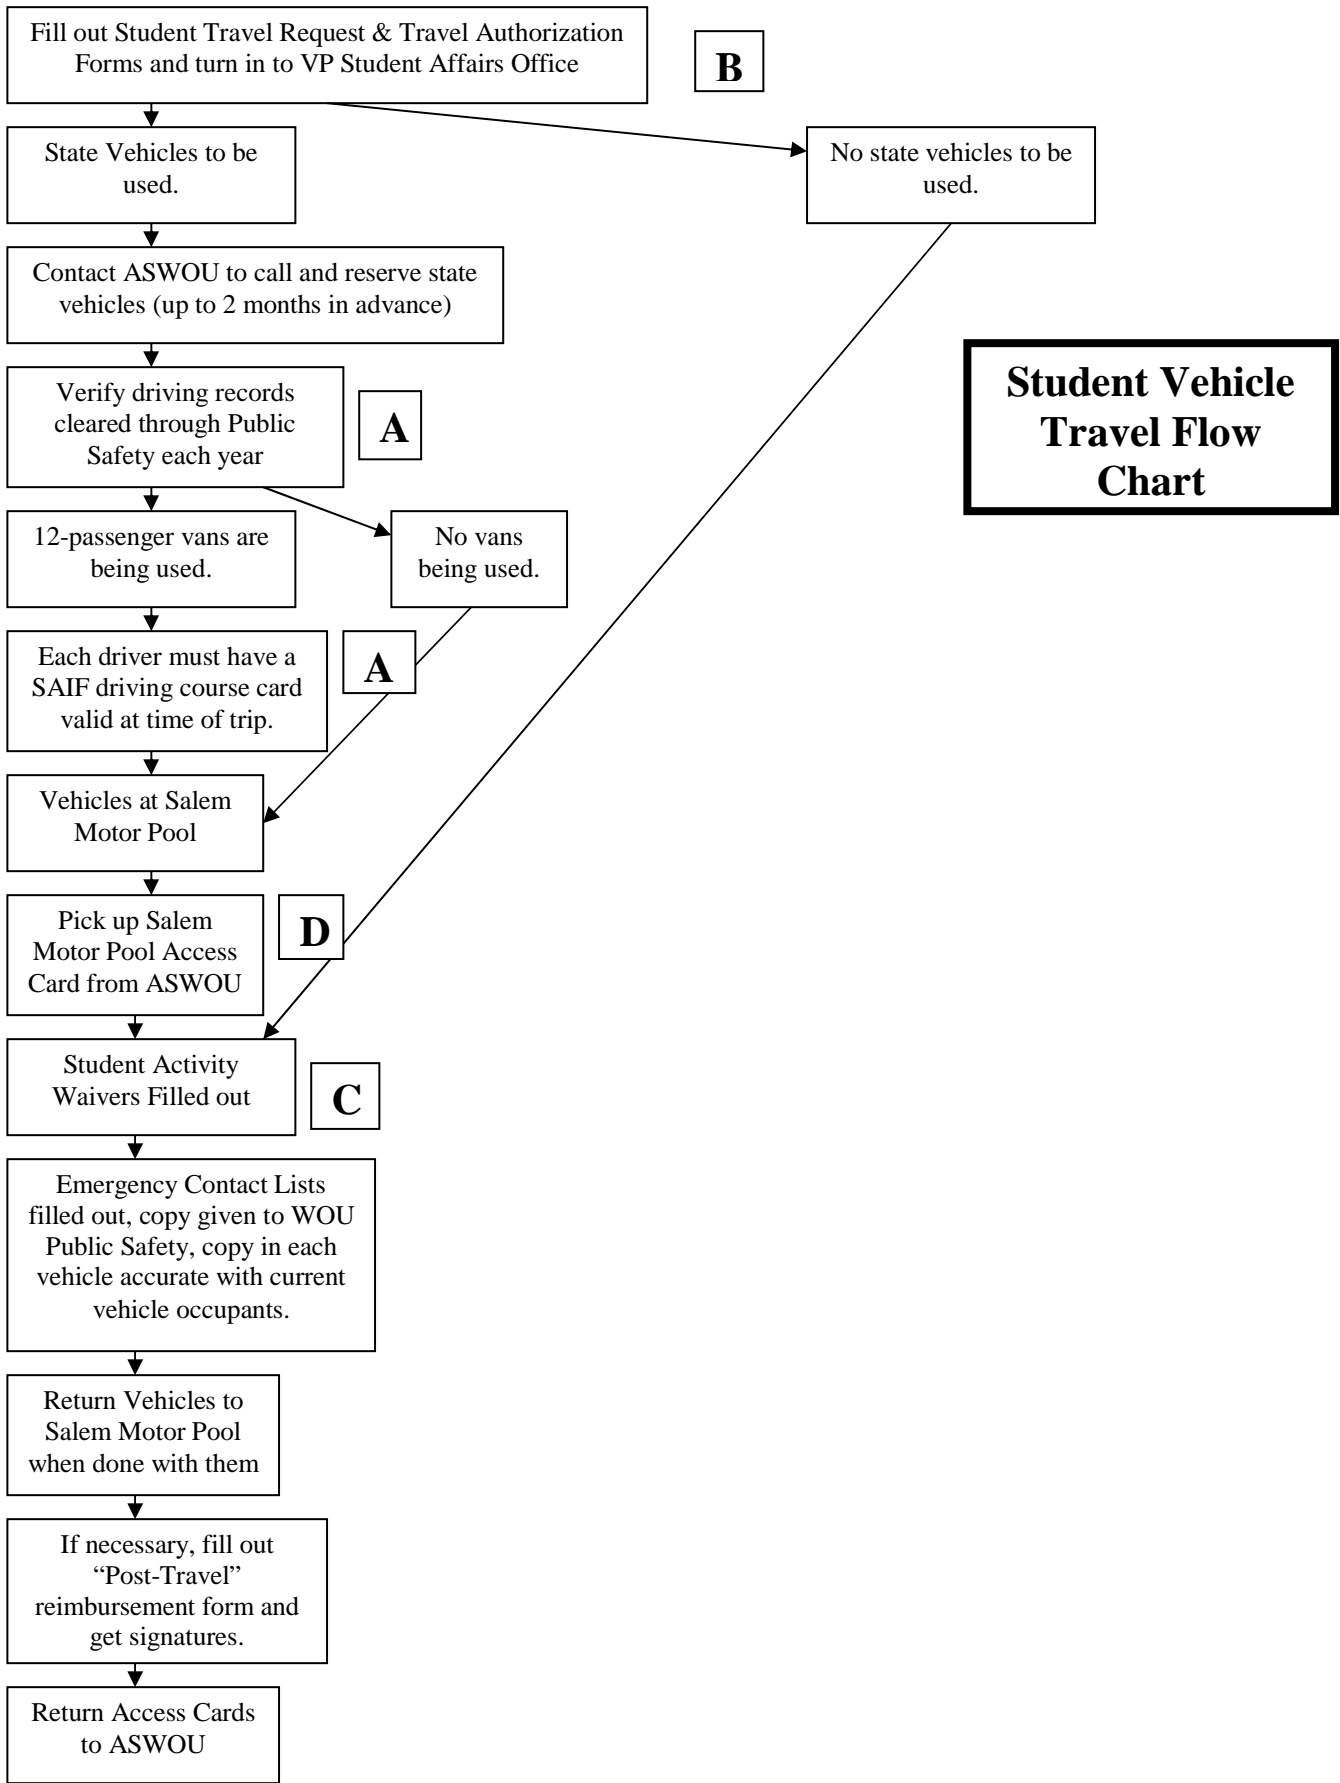 Fill out Student Travel Request & Travel Authorization
Forms and turn in to VP Student Affairs Office
B
State Vehicles to be
used.
No state vehicles to be
used.
Contact ASWOU to call and reserve state
vehicles (up to 2 months in advance)
Student Vehicle
Travel Flow
Chart
Verify driving records
cleared through Public
Safety each year
A
12-passenger vans are
being used.
No vans
being used.
Each driver must have a
SAIF driving course card
valid at time of trip.
A
Vehicles at Salem
Motor Pool
Pick up Salem
Motor Pool Access
Card from ASWOU
D
Student Activity
Waivers Filled out
C
Emergency Contact Lists
filled out, copy given to WOU
Public Safety, copy in each
vehicle accurate with current
vehicle occupants.
Return Vehicles to
Salem Motor Pool
when done with them
If necessary, fill out
“Post-Travel”
reimbursement form and
get signatures.
Return Access Cards
to ASWOU